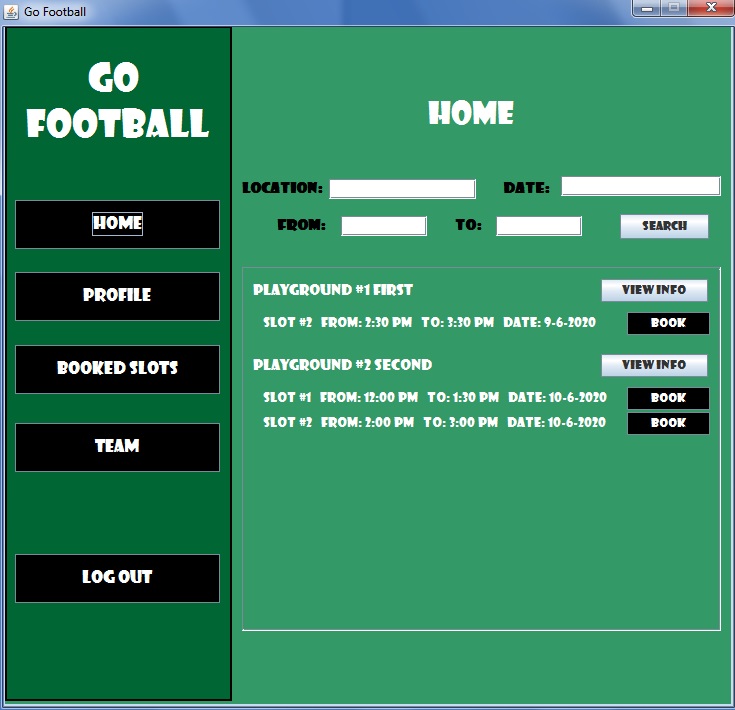 Go Football
GO
FOOTBALL
HOME
PROFILE
BOOKED SLOTS
TEAM
LOG OUT
HOME
LOCATION:
DATE:
FROM:
TO:
SEARCH
PLAYGROUND #1 FIRST
VIEW INFO
SLOT #2 FROM: 2:30 PM TO: 3:30 PM DATE: 9-6-2020
BOOK
PLAYGROUND #2 SECOND
VIEW INFO
SLOT #1 FROM: 12:00 PM TO: 1:30 PM DATE: 10-6-2020
BOOK
SLOT #2 FROM: 2:00 PM TO: 3:00 PM DATE: 10-6-2020
BOOK